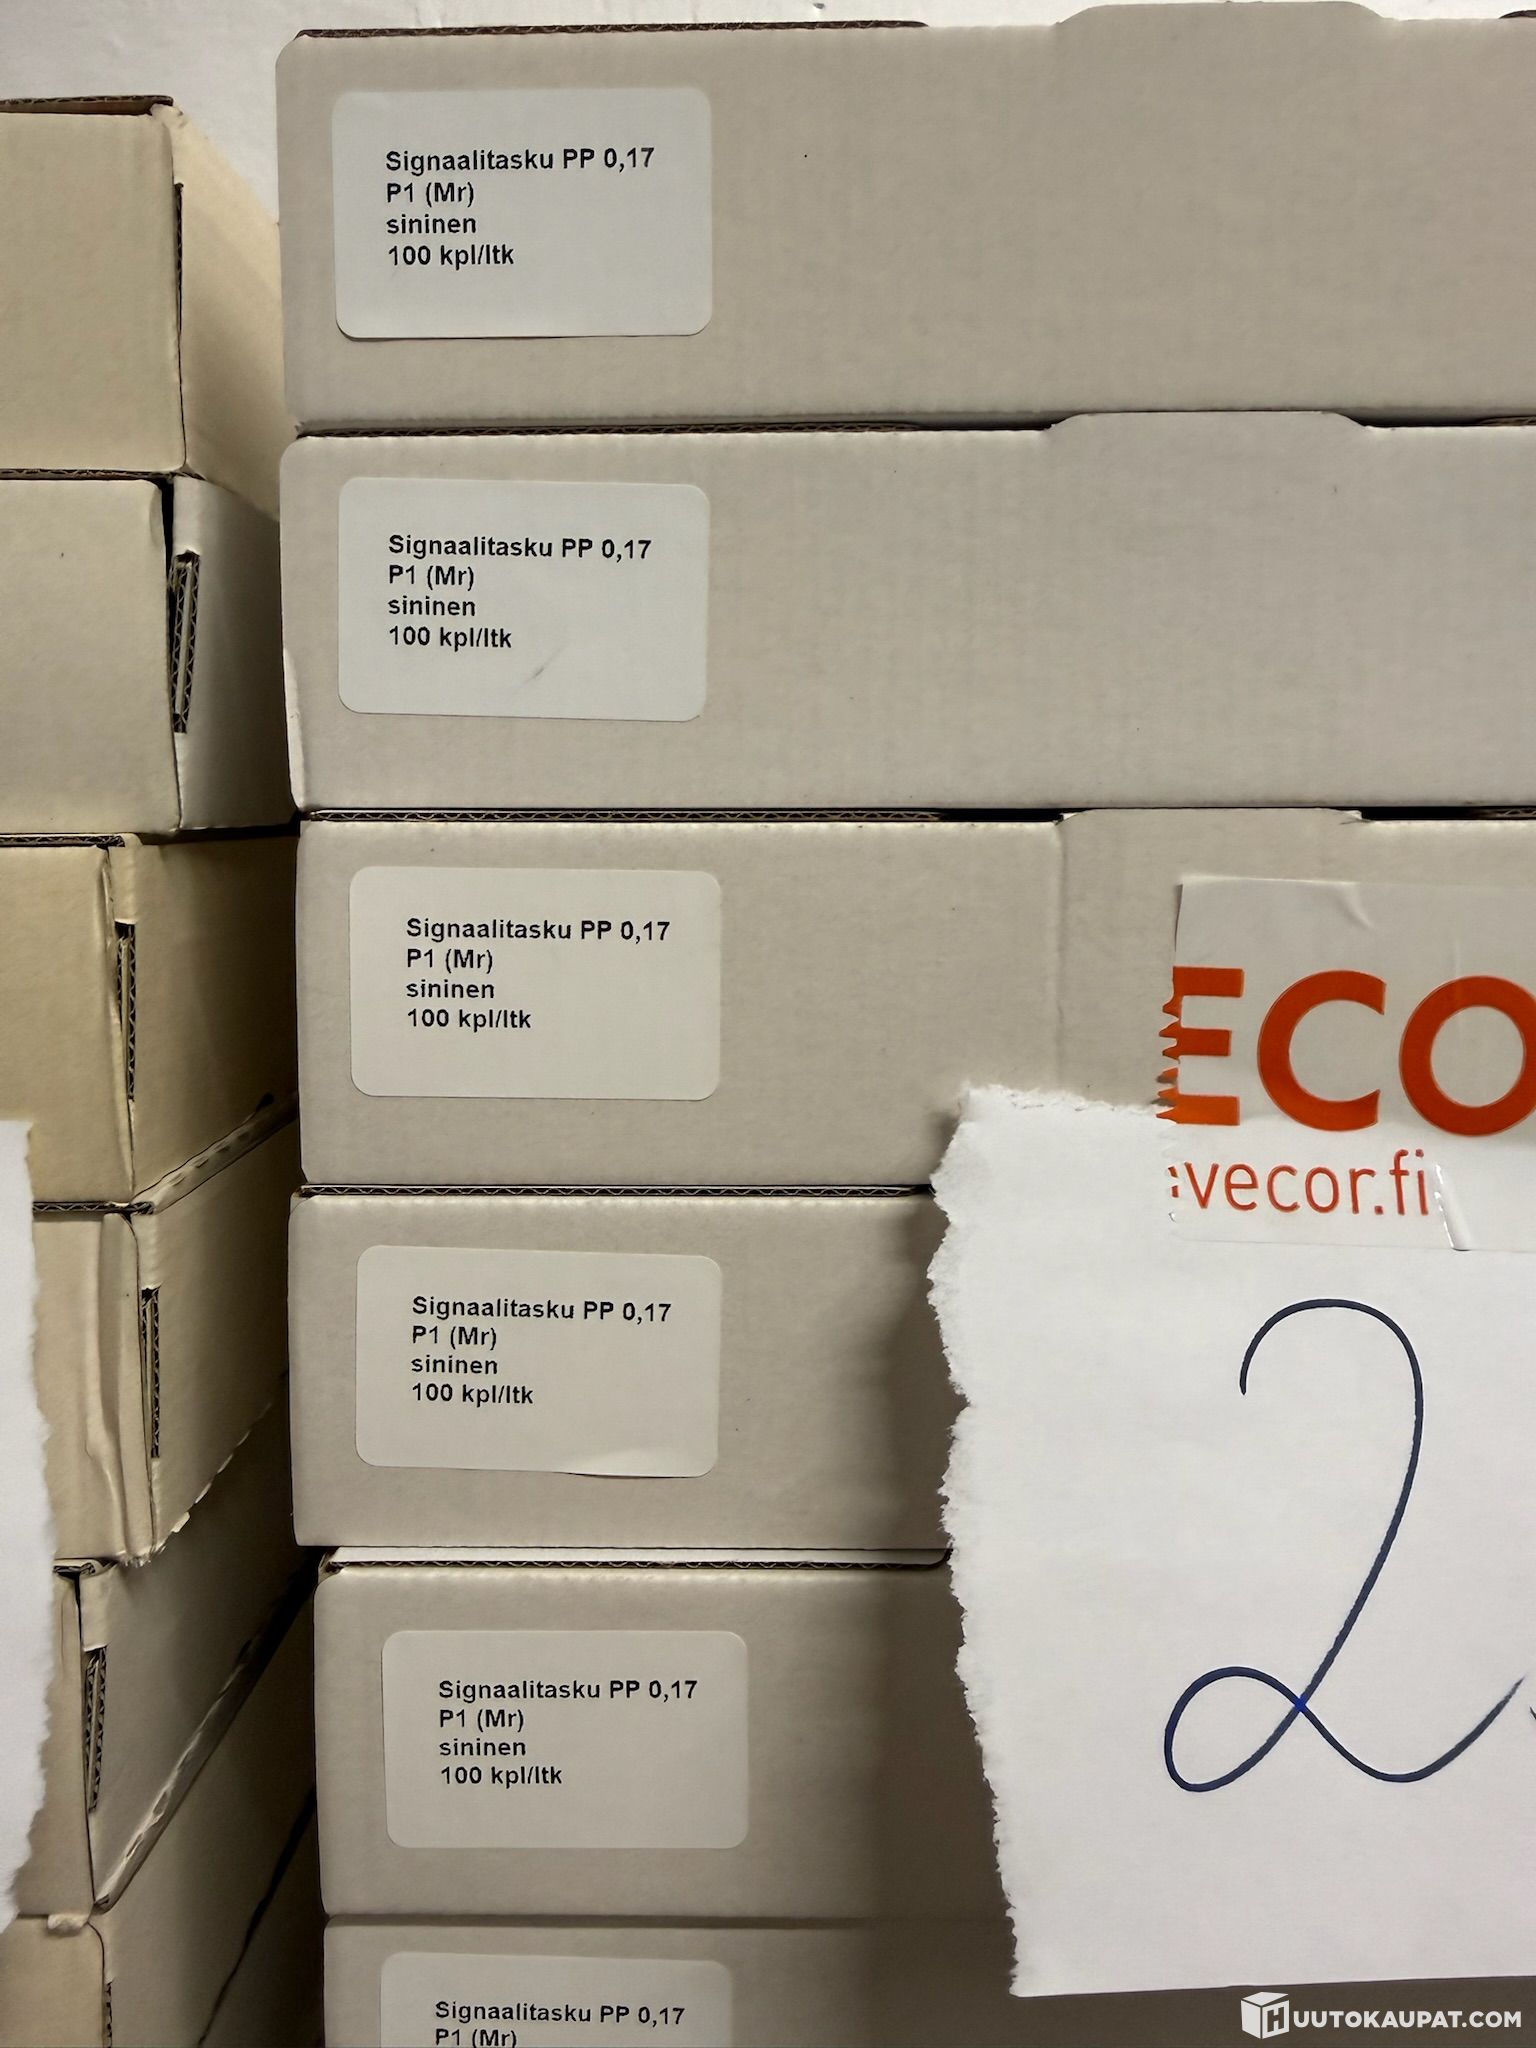 Signaalitasku PP 0,17
P1 (Mr)
sininen
100 kpl/ltk
Signaalitasku PP 0,17
P1 (Mr)
sininen
100 kpl/ltk
Signaalitasku PP 0,17
P1 (Mr)
sininen
100 kpl/ltk
ECO
vecor.fi
Signaalitasku PP 0,17
P1 (Mr)
sininen
100 kpl/ltk
2
Signaalitasku PP 0,17
P1 (Mr)
sininen
100 kpl/ltk
Signaalitasku PP 0,17
P1 (Mr)
HUUTOKAUPAT.COM